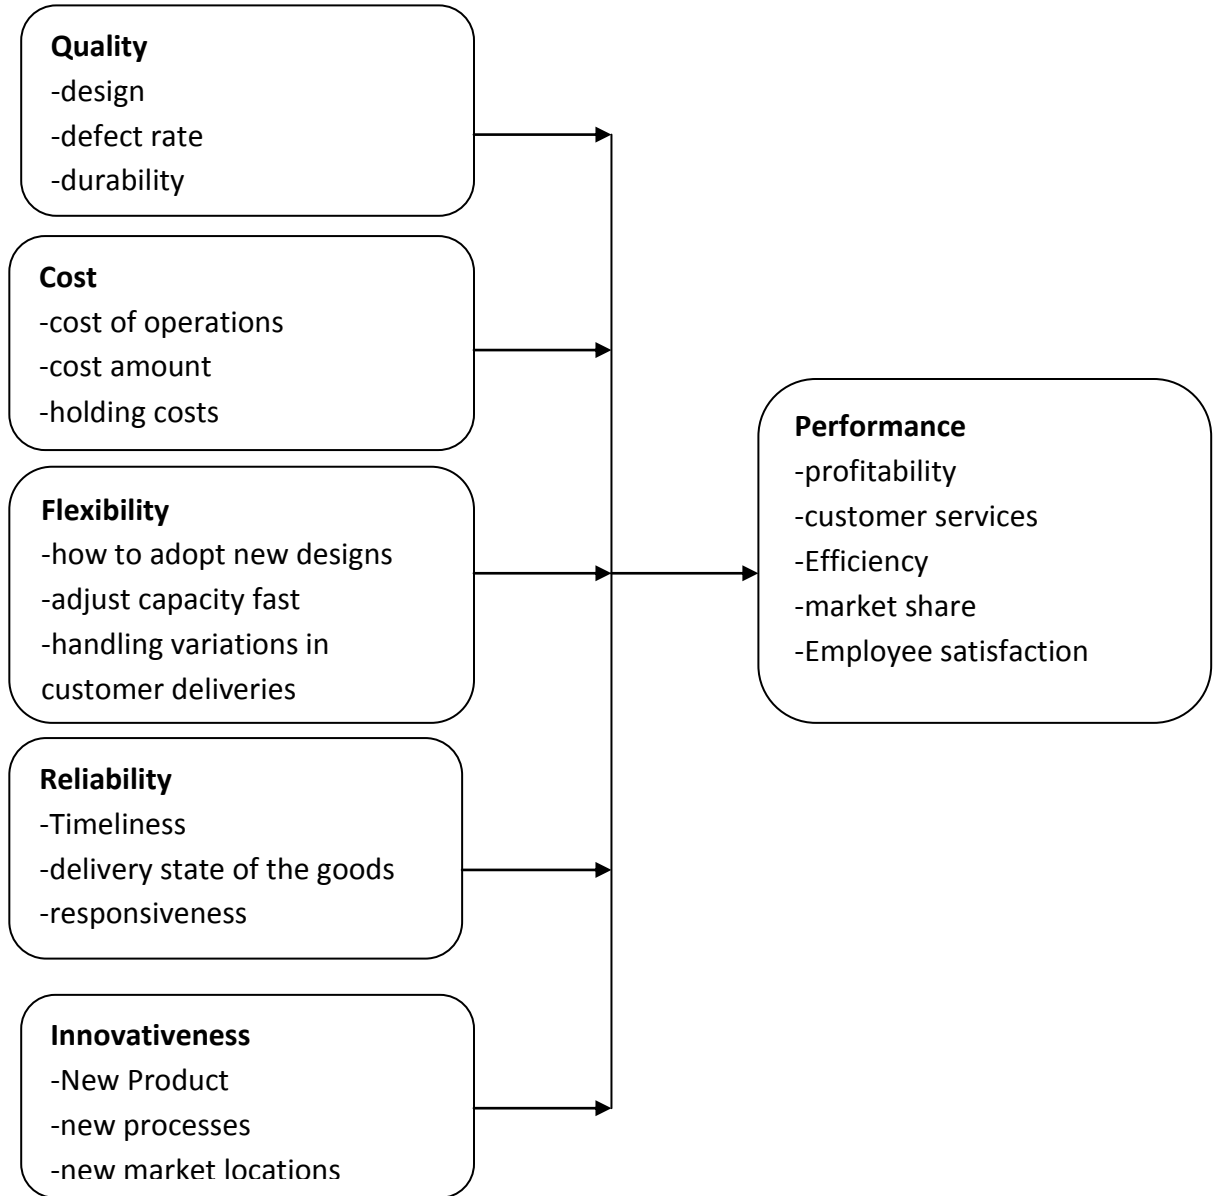 Quality
-design
-defect rate
-durability
Cost
-cost of operations
-cost amount
-holding costs
Flexibility
-how to adopt new designs
-adjust capacity fast
-handling variations in
customer deliveries
Reliability
-Timeliness
-delivery state of the goods
-responsiveness
Innovativeness
-New Product
-new processes
-new market locations
Performance
-profitability
-customer services
-Efficiency
-market share
-Employee satisfaction